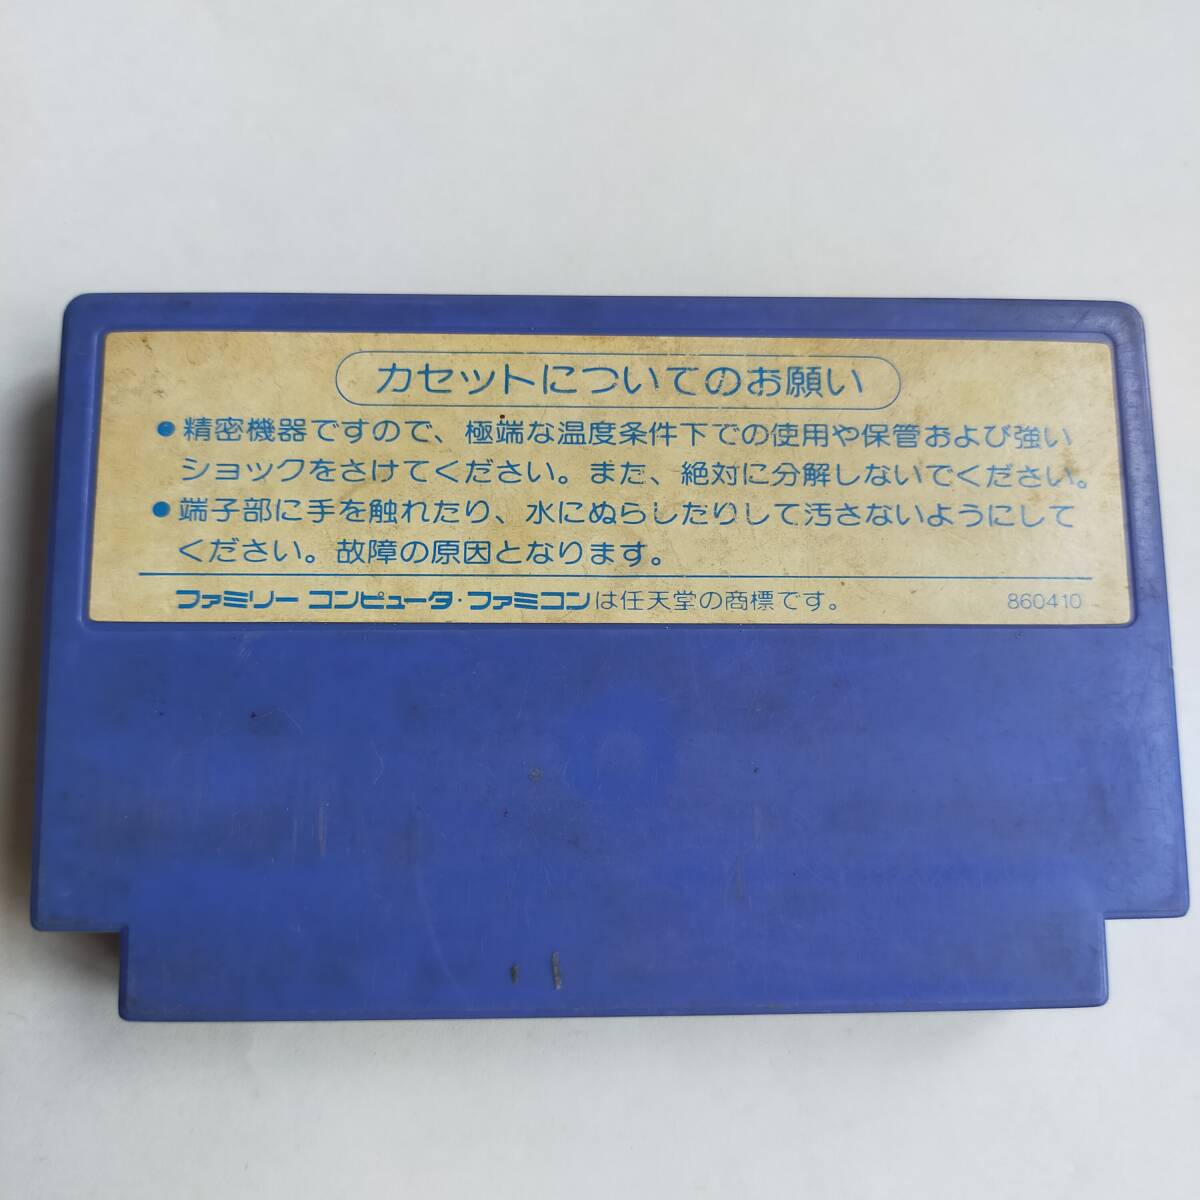 カセットについてのお願い
●精密機器ですので、極端な温度条件下での使用や保管および強い
ショックをさけてください。また、絶対に分解しないでください。
●端子部に手を触れたり、水にぬらしたりして汚さないようにして
ください。故障の原因となります。
ファミリー コンピュータ・ファミコンは任天堂の商標です。 860410